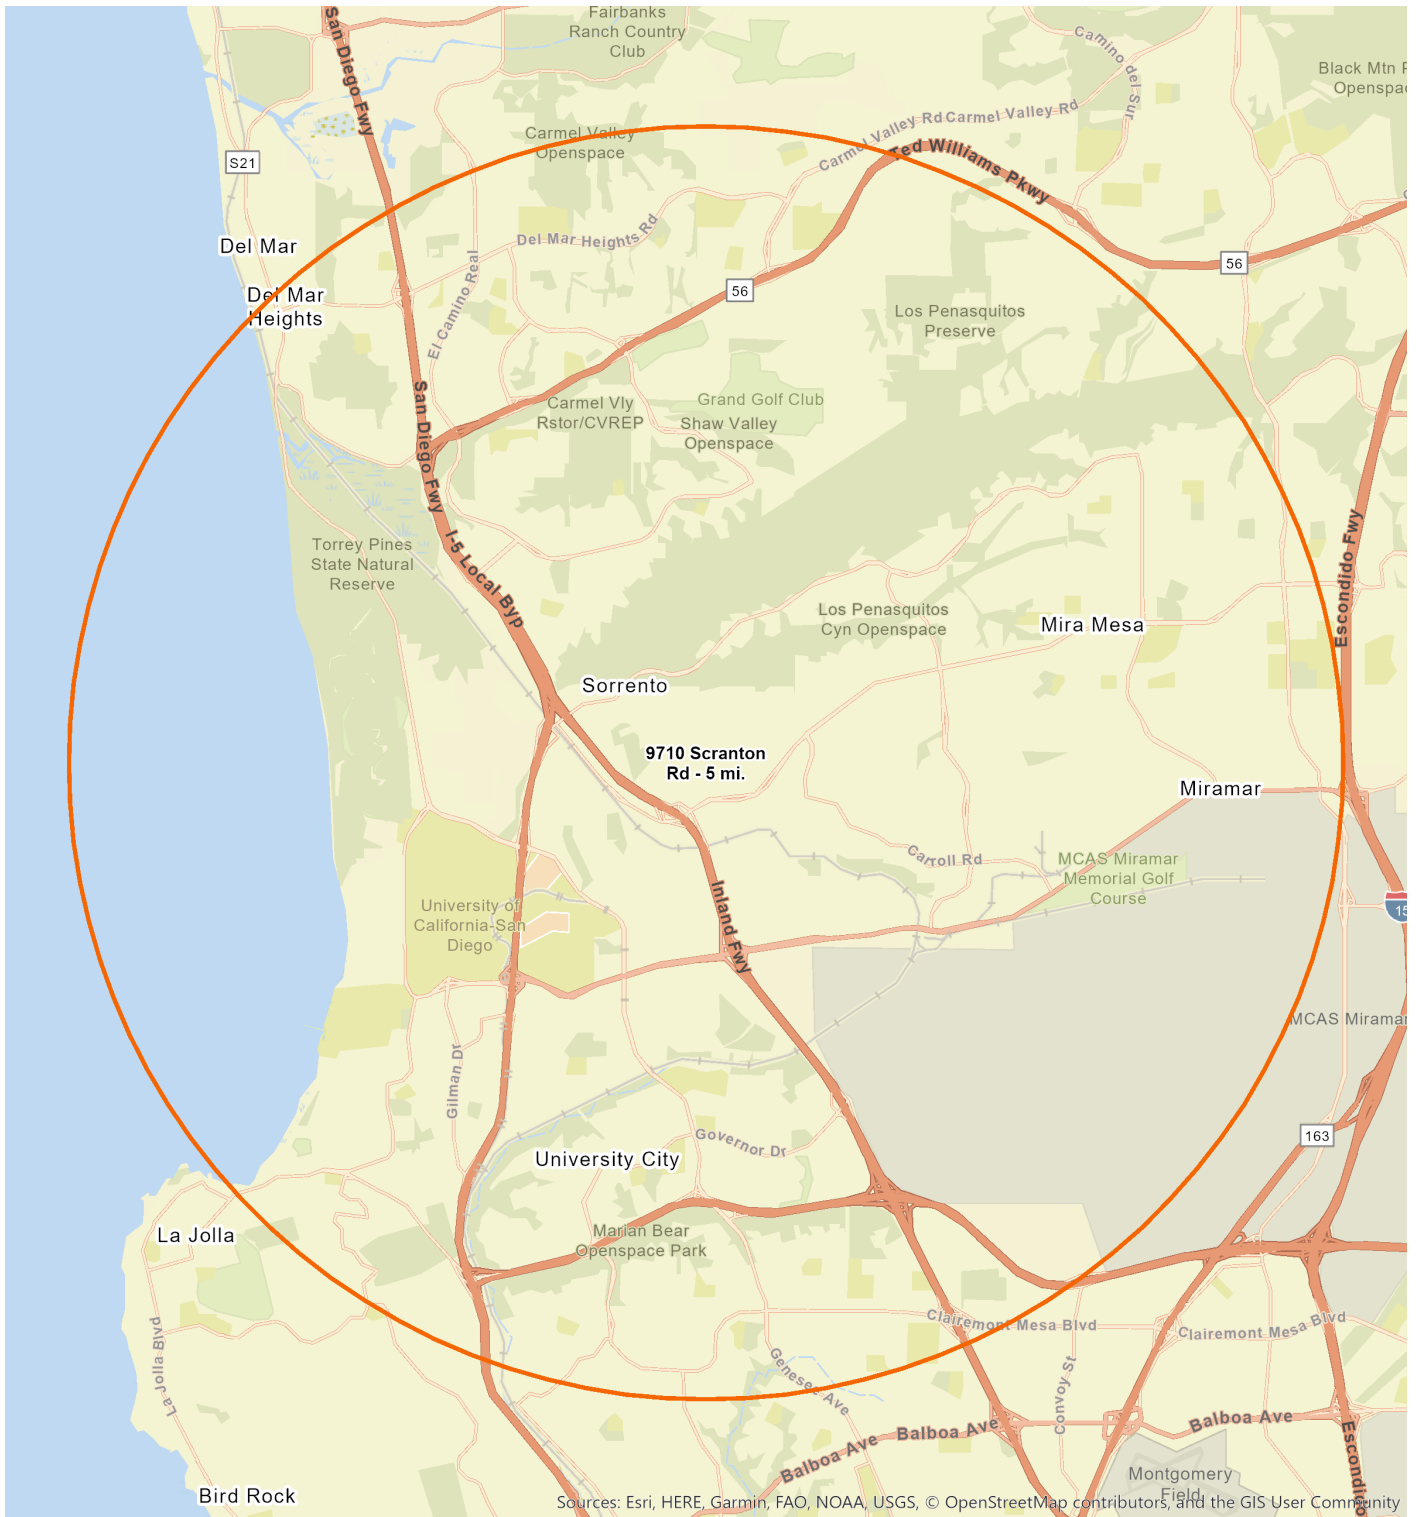 San Diego Fwy
Fairbanks
Ranch Country
Club
Camino del Sur
Black Mtn
Openspac
Carmel Valley Rd
Carmel Valley Rd
Carmel Valley
Openspace
Ted Williams Pkwy
S21
Del Mar
Del Mar Heights Rd
El Camino Real
56
56
Del Mar
Heights
Los Penasquitos
Preserve
San Diego Fwy
Carmel Vly
Rstor/CVREP
Grand Golf Club
Shaw Valley
Openspace
Escondido Fwy
Torrey Pines
State Natural
Reserve
I-5 Local Byp
Los Penasquitos
Cyn Openspace
Mira Mesa
Sorrento
9710 Scranton
Rd - 5 mi.
Miramar
Carroll Rd
MCAS Miramar
Memorial Golf
Course
University of
California-San
Diego
Inland Fwy
15
MCAS Miramar
Gilman Dr
Governor Dr
163
University City
La Jolla
Marian Bear
Openspace Park
La Jolla Blvd
Clairemont Mesa Blvd
Clairemont Mesa Blvd
Genesee Ave
Convoy St
Balboa Ave
Balboa Ave
Balboa Ave
Escondido
Montgomery
Field
Bird Rock
Sources: Esri, HERE, Garmin, FAO, NOAA, USGS, © OpenStreetMap contributors, and the GIS User Community